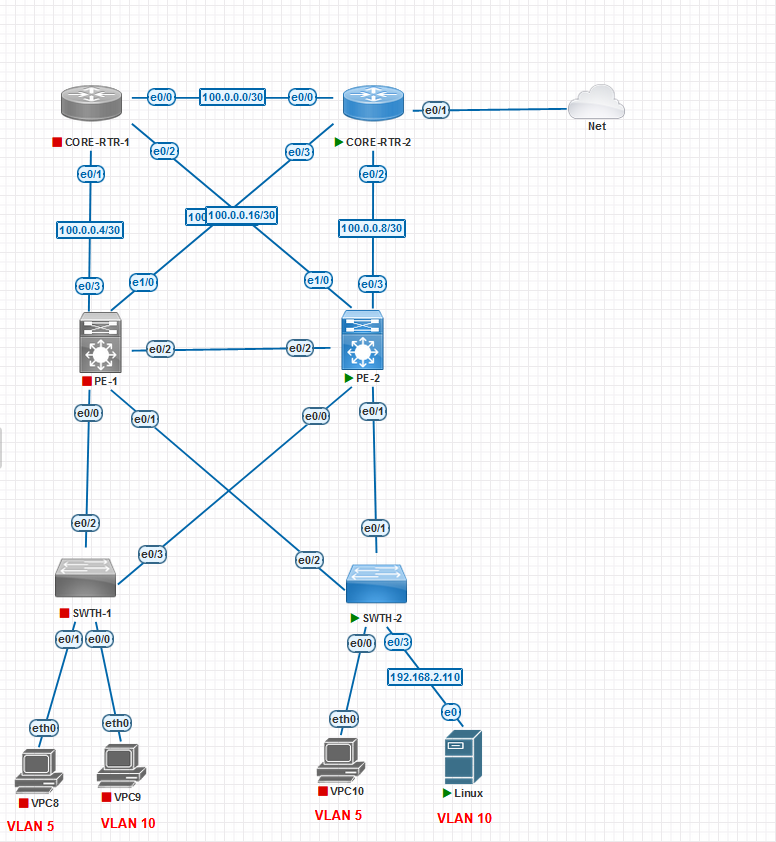 e0/0
100.0.0.0/30
e0/0
e0/1
Net
CORE-RTR-1
CORE-RTR-2
e0/2
e0/3
e0/1
e0/2
100.0.0.16/30
100
100.0.0.4/30
100.0.0.8/30
e1/0
e1/0
e0/3
e0/3
e0/2
e0/2
PE-1
PE-2
e0/0
e0/1
e0/0
e0/1
e0/2
e0/1
e0/3
e0/2
SWTH-1
SWTH-2
e0/1
e0/0
e0/0
e0/3
192.168.2.110
eth0
eth0
eth0
e0
VPC8
VPC9
VPC10
Linux
VLAN 5
VLAN 10
VLAN 5
VLAN 10